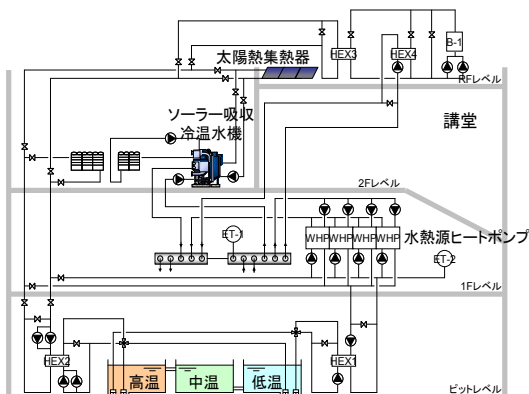 HEX3
HEX4
B-1
太陽熱集熱器
RFレベル
ソーラー吸収
冷温水機
講堂
2Fレベル
ET-1
WHP
WHP
WHP
WHP
水熱源ヒートポンプ
ET-2
1Fレベル
HEX2
HEX1
高温
中温
低温
ピットレベル